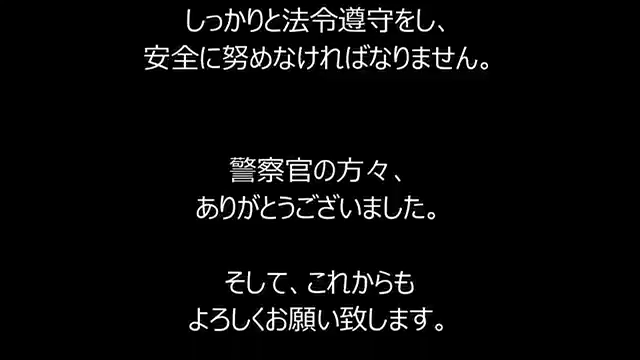 しっかりと法令遵守をし、
安全に努めなければなりません。
警察官の方々、
ありがとうございました。
そして、これからも
よろしくお願い致します。